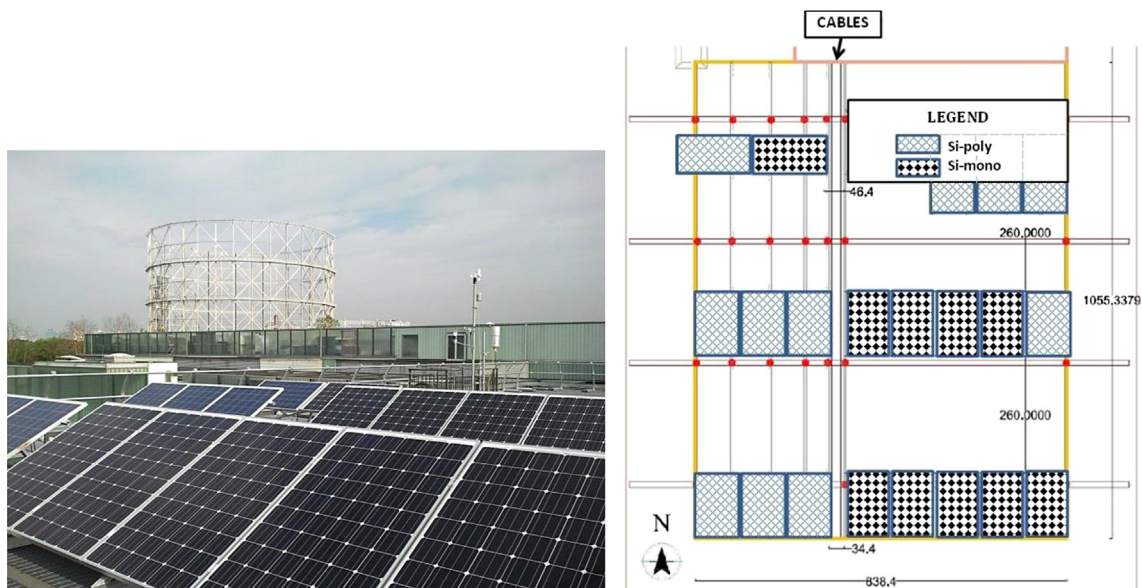 CABLES
LEGEND
Si-poly
Si-mono
46.4
260.0000
1055.3379
260.0000
N
34.4
838.4